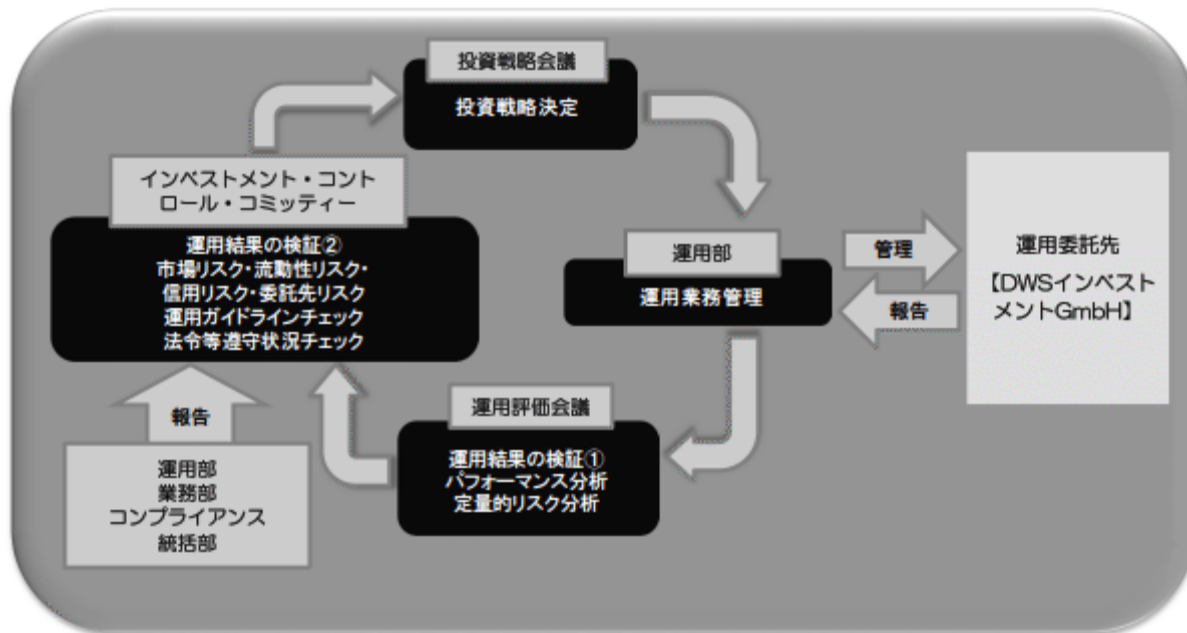 投資戦略会議
投資戦略決定
インベストメント・コント
ロール・コミッティー
運用結果の検証②
市場リスク・流動性リスク・
信用リスク・委託先リスク
運用ガイドラインチェック
法令等遵守状況チェック
運用部
運用業務管理
管理
報告
運用委託先
【DWSインベスト
メントGmbH】
運用評価会議
運用結果の検証①
パフォーマンス分析
定量的リスク分析
報告
運用部
業務部
コンプライアンス
統括部